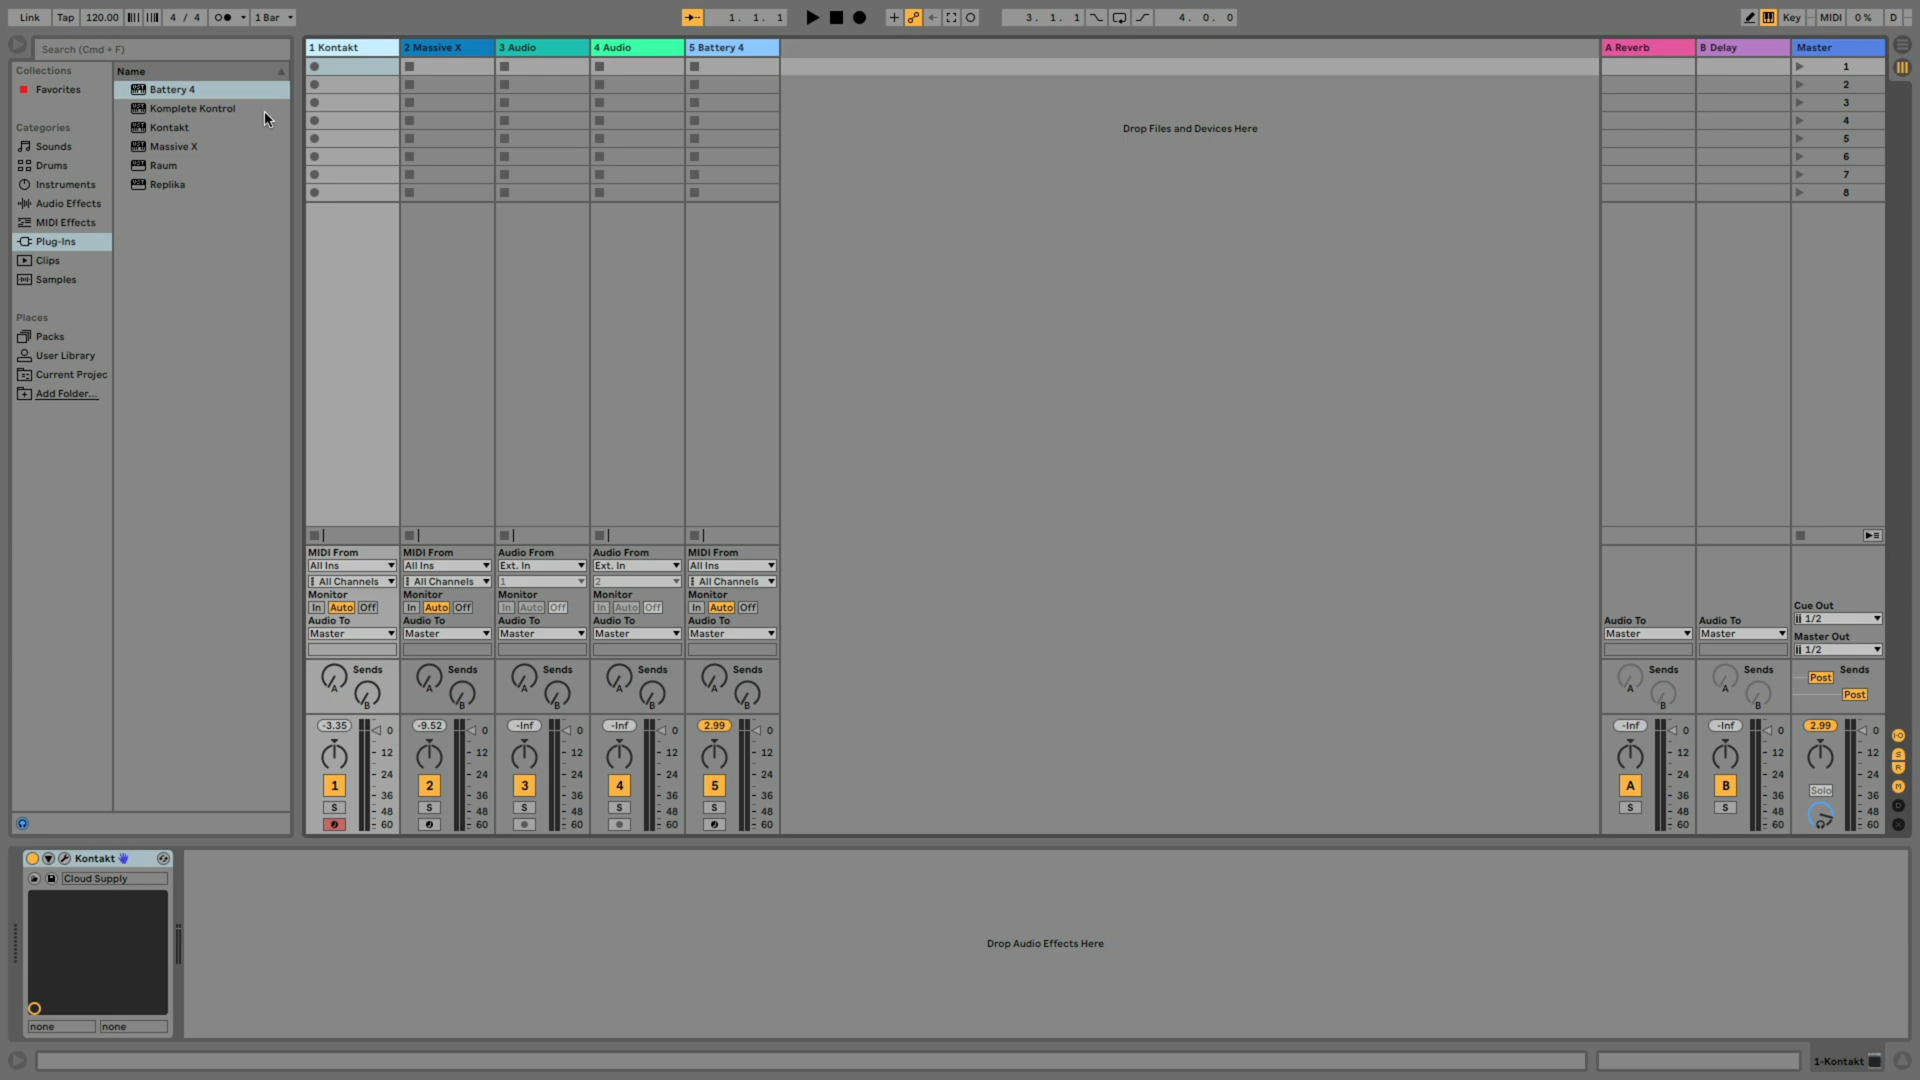 Link Tap 120.00 4 / 4 1 Bar 1. 1. 1 3. 1. 1 4. 0. 0 Key MIDI 0 % D
Search (Cmd + F)
Collections
Favorites
Categories
Sounds
Drums
Instruments
Audio Effects
MIDI Effects
Plug-Ins
Clips
Samples
Places
Packs
User Library
Current Projec
Add Folder...
Name
Battery 4
Komplete Kontrol
Kontakt
Massive X
Raum
Replika
1 Kontakt 2 Massive X 3 Audio 4 Audio 5 Battery 4 A Reverb B Delay Master
1
2
3
4
5
6
7
8
Drop Files and Devices Here
MIDI From MIDI From Audio From Audio From MIDI From
All Ins All Ins Ext. In Ext. In All Ins
All Channels All Channels 1 2 All Channels
Monitor Monitor Monitor Monitor Monitor Cue Out
In Auto Off In Auto Off In Auto Off In Auto Off In Auto Off 1/2
Audio To Audio To Audio To Audio To Audio To Audio To Audio To Master Out
Master Master Master Master Master Master Master 1/2
Sends Sends Sends Sends Sends Sends Sends Sends
A A A A A A A Post
B B B B B B B Post
-3.35 0 -9.52 0 -Inf 0 -Inf 0 2.99 0 -Inf 0 -Inf 0 2.99 0
12 12 12 12 12 12 12 12
24 24 24 24 24 24 24 24
1 2 3 4 5 A B Solo
36 36 36 36 36 36 36 36
S S S S S S S
48 48 48 48 48 48 48 48
60 60 60 60 60 60 60 60
Kontakt
Cloud Supply
none none
Drop Audio Effects Here
1-Kontakt